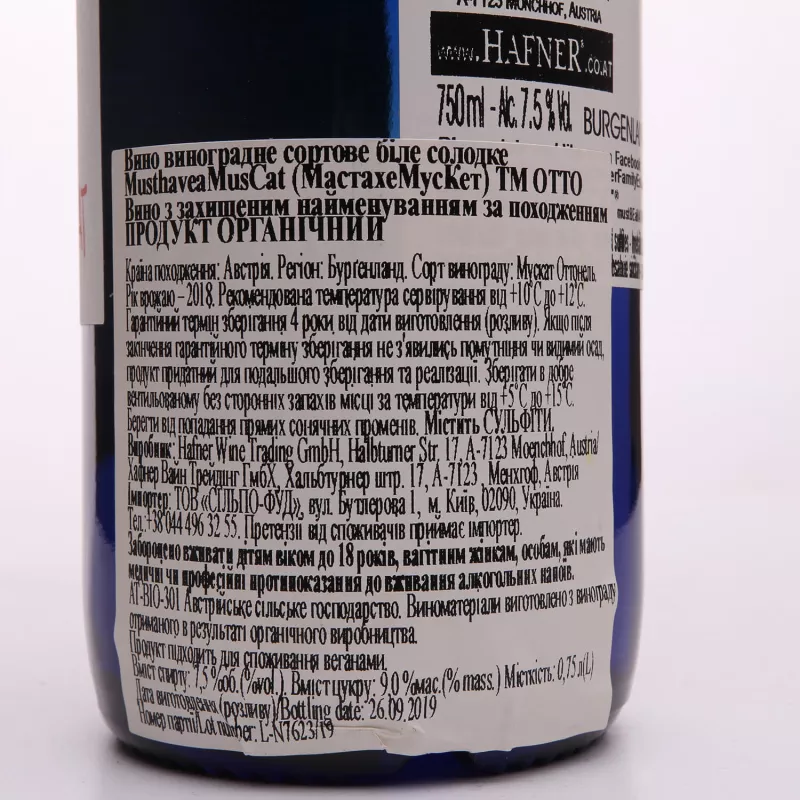 A-7123 MÖNCHHOF, AUSTRIA
www.HAFNER.CO.AT
750ml - Alc. 7.5 % Vol.
BURGENLA
Facebook
Вино виноградне сортове біле солодке
MusthaveaMusCat (МастахеМусКет) ТМ ОТТО
Вино з захищеним найменуванням за походженням
ПРОДУКТ ОРГАНІЧНИЙ
Країна походження: Австрія. Регіон: Бургенланд. Сорт винограду: Мускат Оттонель.
Рік врожаю – 2018. Рекомендована температура сервірування від +10°С до +12°С.
Гарантійний термін зберігання 4 роки від дати виготовлення (розливу). Якщо після
закінчення гарантійного терміну зберігання не з'явились помутніння чи видимий осад,
продукт придатний для подальшого зберігання та реалізації. Зберігати в добре
вентильованому без сторонніх запахів місці за температури від +5°С до +15°С.
Берегти від попадання прямих сонячних променів. Містить СУЛЬФІТИ.
Виробник: Hafner Wine Trading GmbH, Halbturner Str. 17, A-7123 Moenchhof, Austria/
Хафнер Вайн Трейдінг ГмбХ, Хальбтурнер штр. 17, А-7123 , Менхгоф, Австрія
Імпортер: ТОВ «СІЛЬПО-ФУД», вул. Бутлерова 1, м. Київ, 02090, Україна.
Тел.:+38 044 496 32 55. Претензії від споживачів приймає імпортер.
Заборонено вживати дітям віком до 18 років, вагітним жінкам, особам, які мають
медичні чи професійні протипоказання до вживання алкогольних напоїв.
AT-BIO-301 Австрійське сільське господарство. Виноматеріали виготовлено з винограду
отриманого в результаті органічного виробництва.
Продукт підходить для споживання веганами.
Вміст спирту: 7,5 %об.(%vol.). Вміст цукру: 9,0 %мас.(% mass.) Місткість: 0,75 л(L)
Дата виготовлення (розливу)/Bottling date: 26.09.2019
Номер партії/Lot number: L-N7623/19